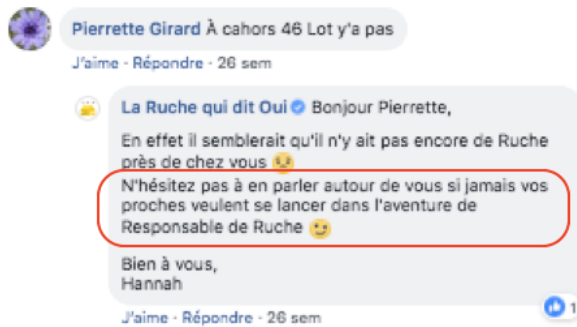 Pierrette Girard À cahors 46 Lot y'a pas
J'aime · Répondre · 26 sem
La Ruche qui dit Oui Bonjour Pierrette,
En effet il semblerait qu'il n'y ait pas encore de Ruche
près de chez vous 😟
N'hésitez pas à en parler autour de vous si jamais vos
proches veulent se lancer dans l'aventure de
Responsable de Ruche 😉
Bien à vous,
Hannah
1
J'aime · Répondre · 26 sem